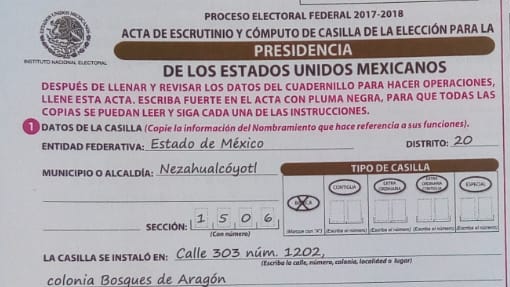 PROCESO ELECTORAL FEDERAL 2017-2018
ACTA DE ESCRUTINIO Y CÓMPUTO DE CASILLA DE LA ELECCIÓN PARA LA
PRESIDENCIA
DE LOS ESTADOS UNIDOS MEXICANOS
ESTADOS UNIDOS MEXICANOS
INSTITUTO NACIONAL ELECTORAL
DESPUÉS DE LLENAR Y REVISAR LOS DATOS DEL CUADERNILLO PARA HACER OPERACIONES,
LLENE ESTA ACTA. ESCRIBA FUERTE EN EL ACTA CON PLUMA NEGRA, PARA QUE TODAS LAS
COPIAS SE PUEDAN LEER Y SIGA CADA UNA DE LAS INSTRUCCIONES.
1 DATOS DE LA CASILLA (Copie la información del Nombramiento que hace referencia a sus funciones).
ENTIDAD FEDERATIVA: Estado de México DISTRITO: 20
MUNICIPIO O ALCALDÍA: Nezahualcóyotl
TIPO DE CASILLA
BÁSICA CONTIGUA EXTRAORDINARIA EXTRAORDINARIA CONTIGUA ESPECIAL
SECCIÓN: 1506
(Con número)
(Marque con "X") (Escriba el número) (Escriba el número) (Escriba el número) (Escriba el número)
LA CASILLA SE INSTALÓ EN: Calle 303 núm. 1202,
(Escriba la calle, número, colonia, localidad o lugar)
colonia Bosques de Aragón